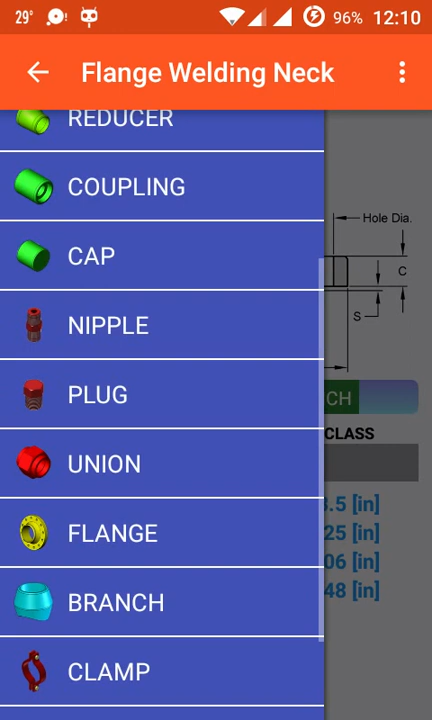 29° 96% 12:10
Flange Welding Neck
REDUCER
COUPLING
CAP
NIPPLE
PLUG
UNION
FLANGE
BRANCH
CLAMP
Hole Dia.
C
S
CH
CLASS
.5 [in]
25 [in]
06 [in]
48 [in]